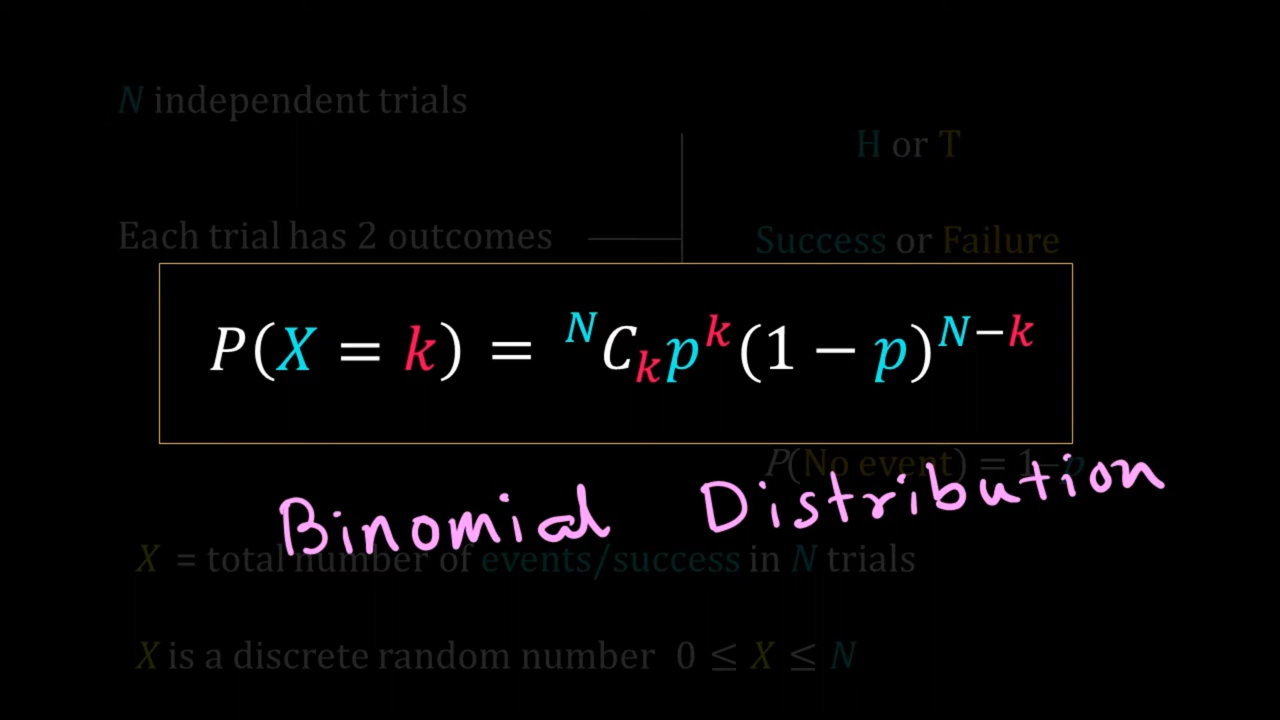 N independent trials
H or T
Each trial has 2 outcomes
Success or Failure
P(X = k) = ᴺCₖpᵏ(1 − p)ᴺ⁻ᵏ
P(No event) = 1−p
Binomial Distribution
X = total number of events/success in N trials
X is a discrete random number 0 ≤ X ≤ N